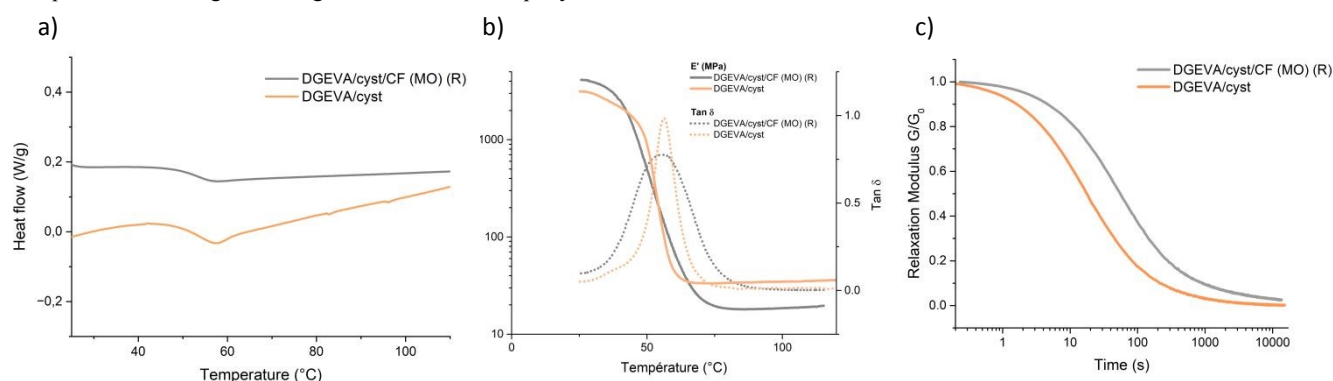 a)
DGEVA/cyst/CF (MO) (R)
DGEVA/cyst
0,4
0,2
0,0
−0,2
Heat flow (W/g)
40
60
80
100
Temperature (°C)
b)
E' (MPa)
DGEVA/cyst/CF (MO) (R)
DGEVA/cyst
Tan δ
DGEVA/cyst/CF (MO) (R)
DGEVA/cyst
1000
100
10
1.0
0.5
0.0
Tan δ
0
50
100
Température (°C)
c)
DGEVA/cyst/CF (MO) (R)
DGEVA/cyst
1.0
0.8
0.6
0.4
0.2
0.0
Relaxation Modulus G/G₀
1
10
100
1000
10000
Time (s)